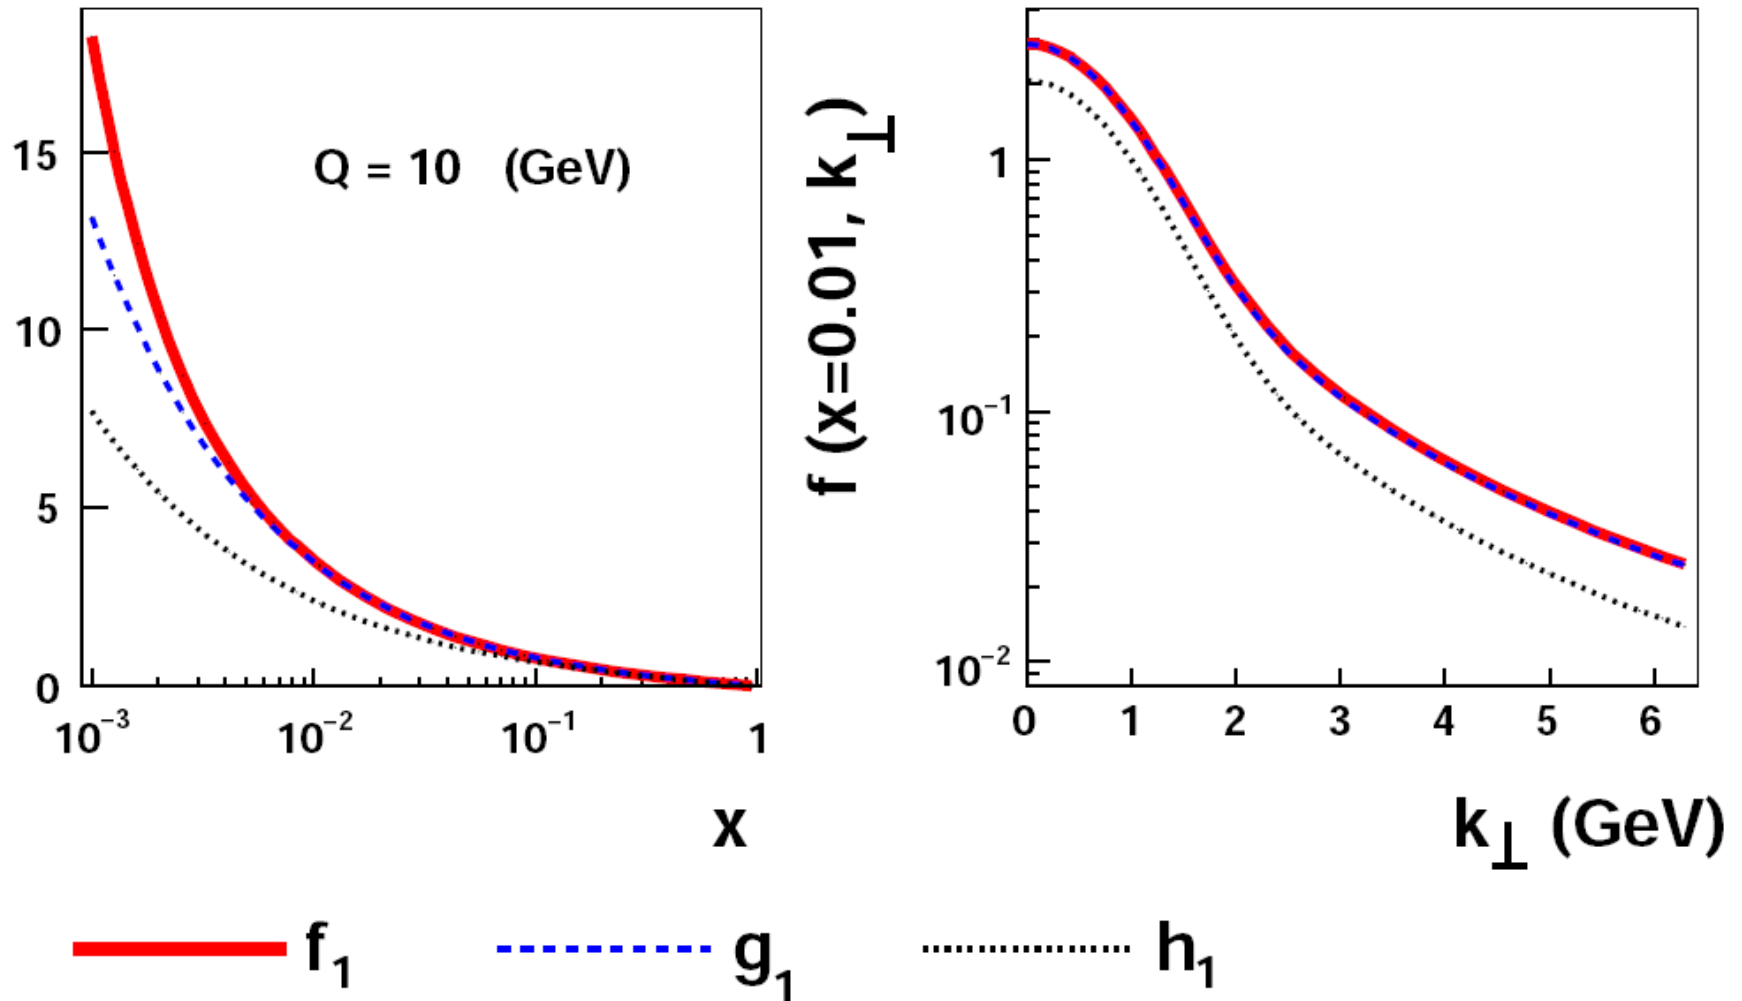 15
10
5
0
Q = 10 (GeV)
10⁻³ 10⁻² 10⁻¹ 1
x
f (x=0.01, k⊥)
1
10⁻¹
10⁻²
0 1 2 3 4 5 6
k⊥ (GeV)
f₁ g₁ h₁